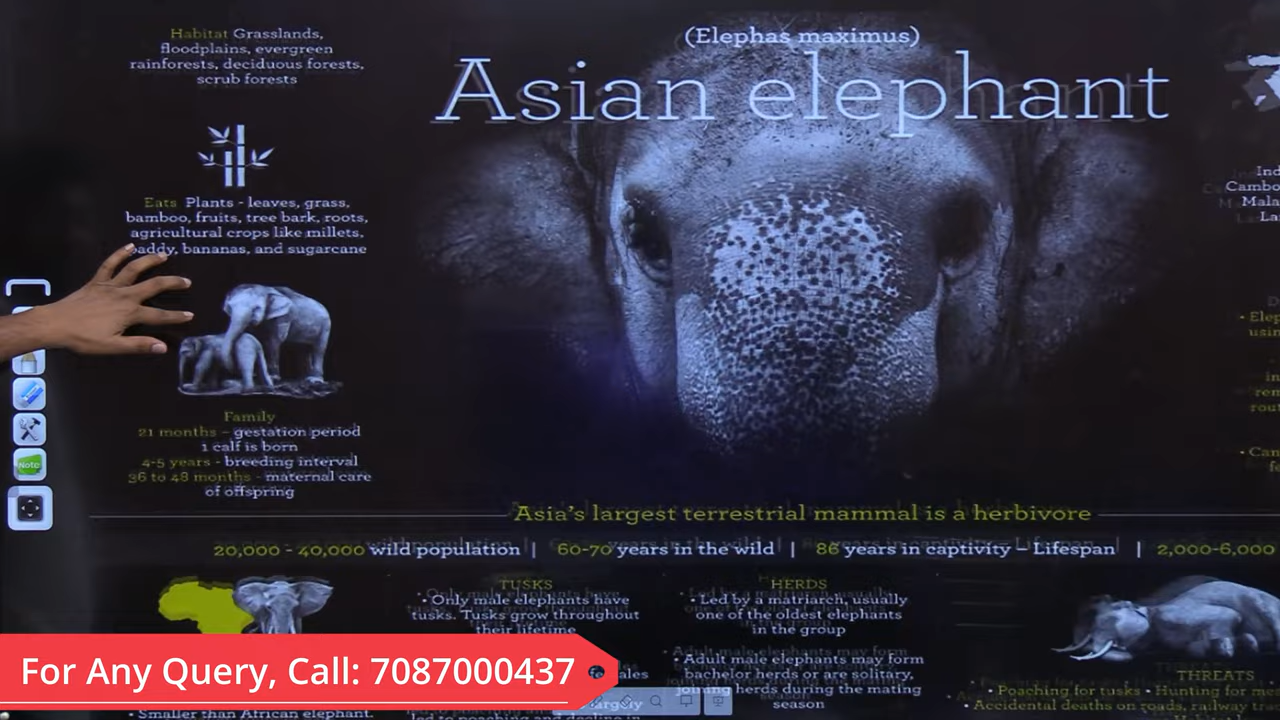 Habitat Grasslands,
floodplains, evergreen
rainforests, deciduous forests,
scrub forests
(Elephas maximus)
Asian elephant
Eats Plants - leaves, grass,
bamboo, fruits, tree bark, roots,
agricultural crops like millets,
paddy, bananas, and sugarcane
Family
21 months – gestation period
1 calf is born
4-5 years - breeding interval
36 to 48 months - maternal care
of offspring
Note
Asia's largest terrestrial mammal is a herbivore
20,000 - 40,000 wild population | 60-70 years in the wild | 86 years in captivity – Lifespan | 2,000-6,000
TUSKS
• Only male elephants have
tusks. Tusks grow throughout
their lifetime
HERDS
• Led by a matriarch, usually
one of the oldest elephants
in the group
• Adult male elephants may form
bachelor herds or are solitary,
joining herds during the mating
season
THREATS
• Poaching for tusks • Hunting for
• Accidental deaths on roads, railway
• Smaller than African elephant.
For Any Query, Call: 7087000437